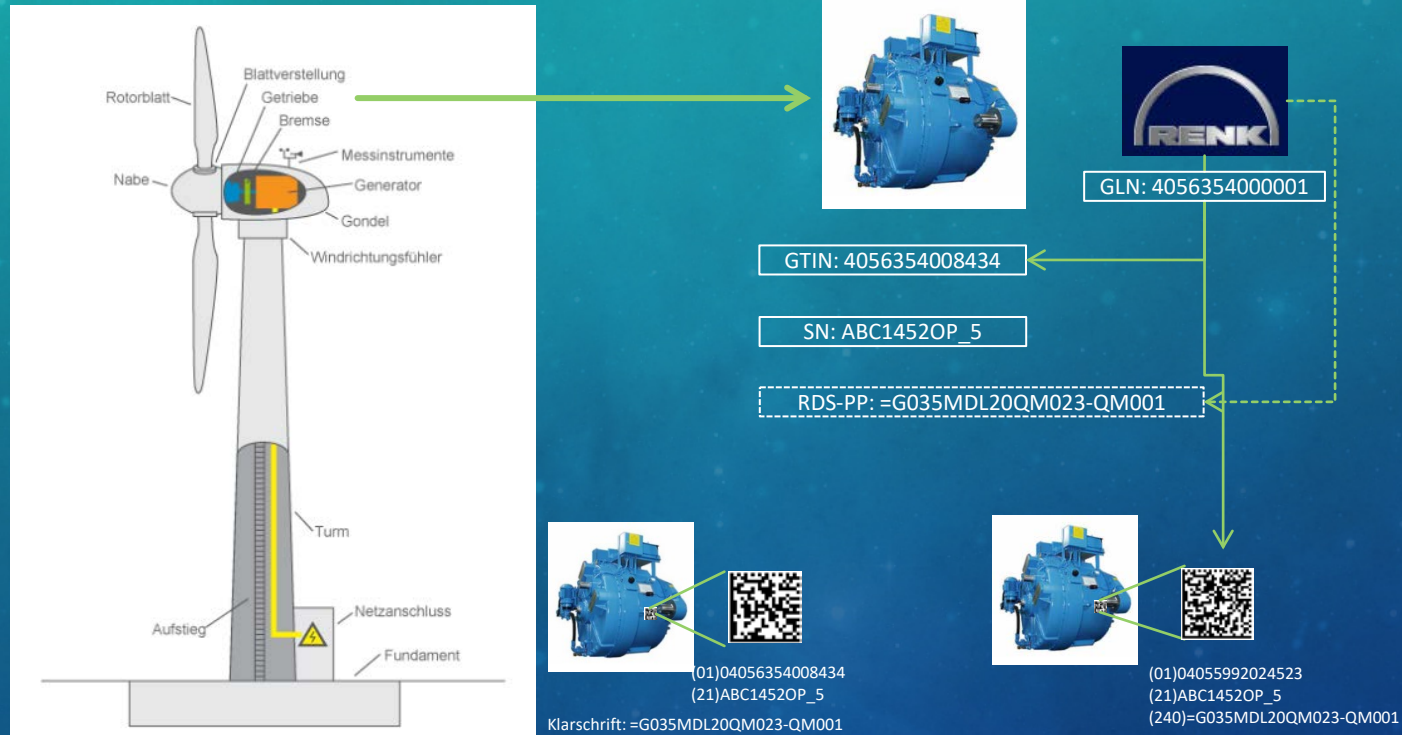 Blattverstellung
Rotorblatt
Getriebe
Bremse
Messinstrumente
Nabe
Generator
Gondel
Windrichtungsfühler
Turm
Aufstieg
Netzanschluss
Fundament
RENK
GLN: 4056354000001
GTIN: 4056354008434
SN: ABC1452OP_5
RDS-PP: =G035MDL20QM023-QM001
(01)04056354008434
(21)ABC1452OP_5
Klarschrift: =G035MDL20QM023-QM001
(01)04055992024523
(21)ABC1452OP_5
(240)=G035MDL20QM023-QM001